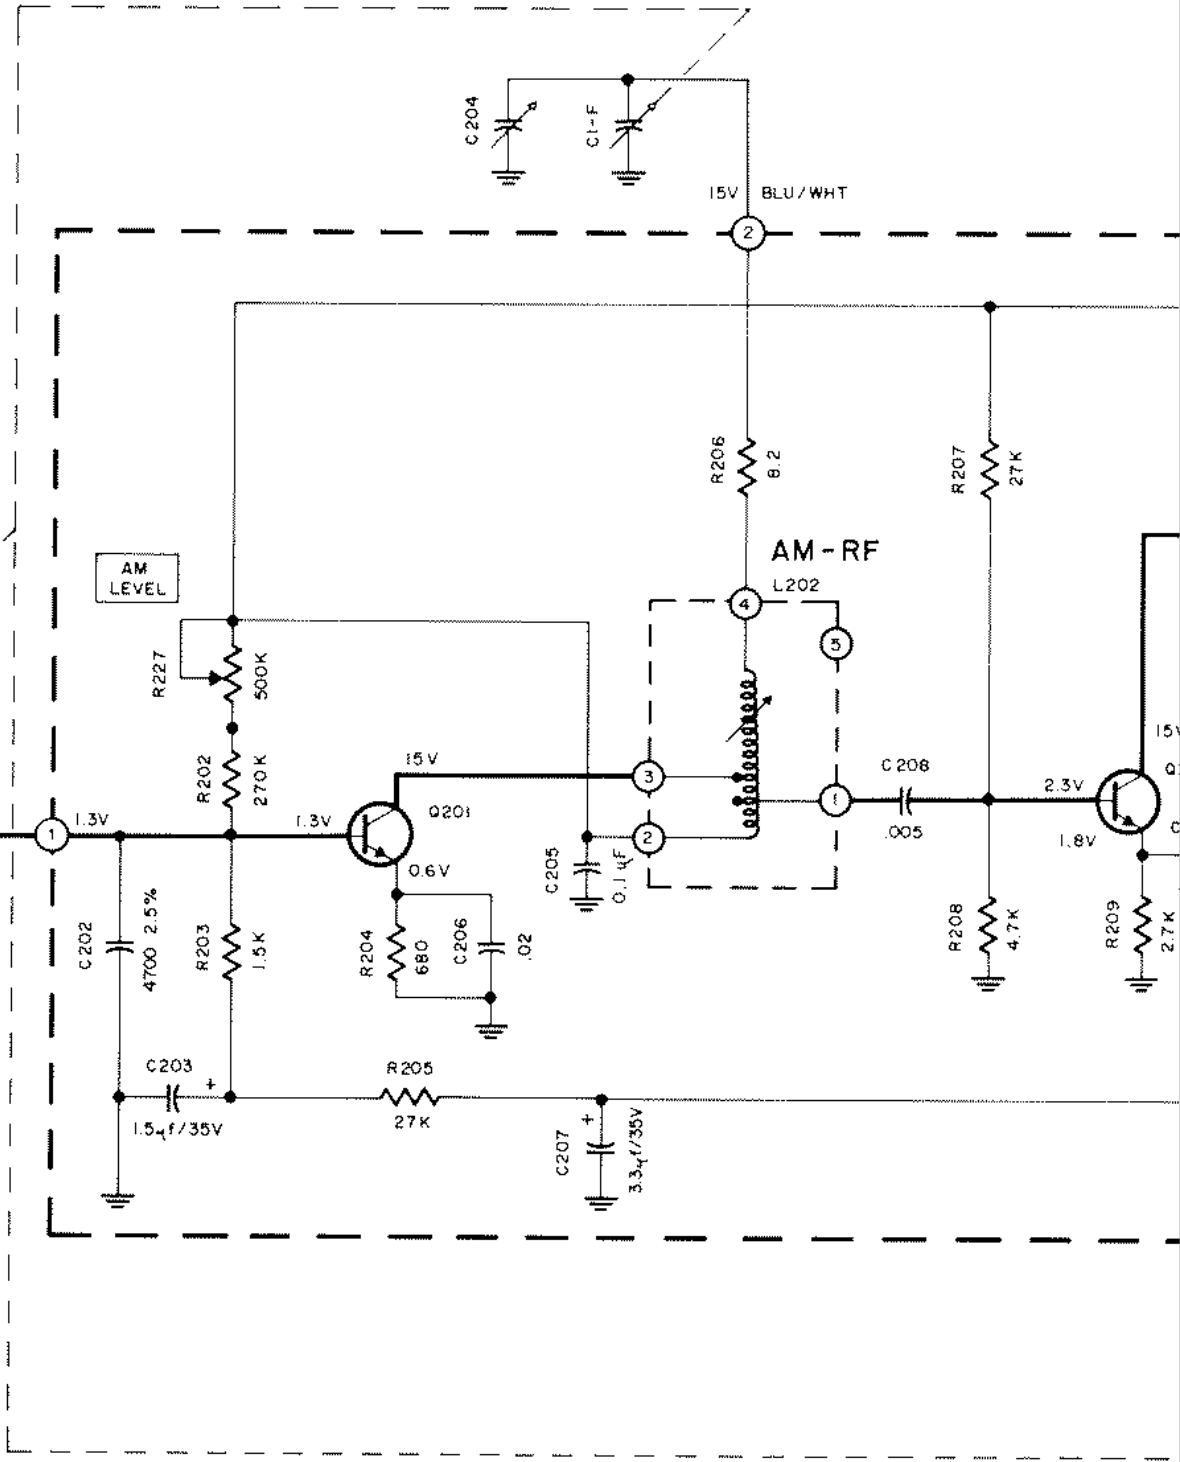 C204
C1-F
15V BLU/WHT
2
R206
8.2
R207
27K
AM-RF
L202
AM
LEVEL
4
5
R227
500K
R202
270K
15V
3
C208
.005
2.3V
15V
1
1.3V
1.3V
Q201
1
2
1.8V
0.6V
C205
0.1µF
C202
4700 2.5%
R203
1.5K
R204
680
C206
.02
R208
4.7K
R209
2.7K
C203
+
1.5µf/35V
R205
27K
+
C207
3.3µf/35V